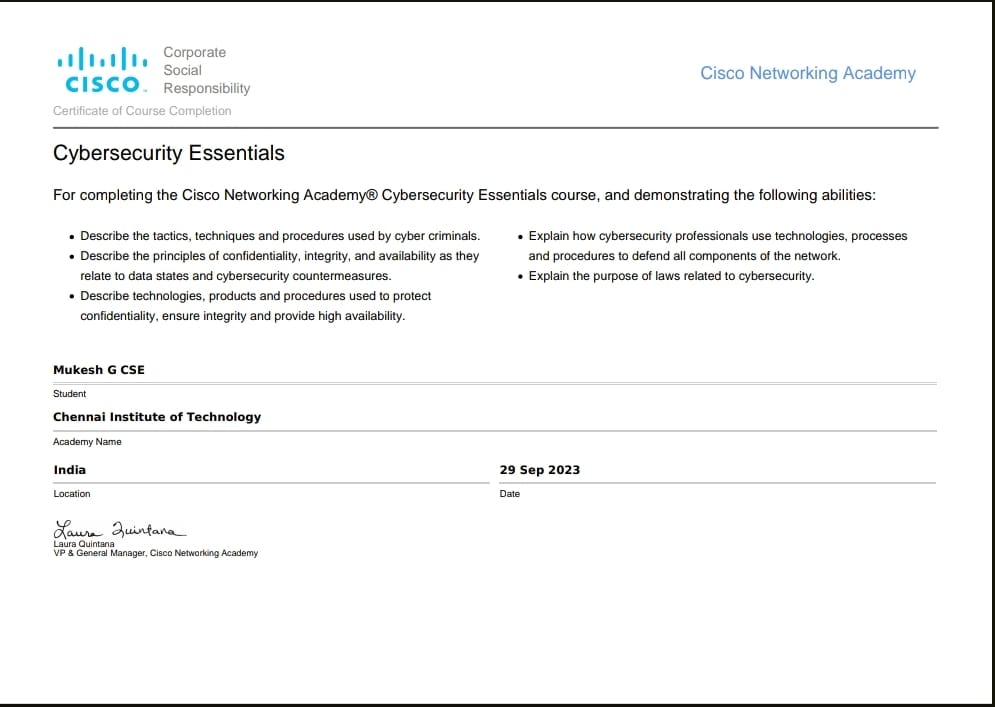 CISCO
Corporate
Social
Responsibility
Cisco Networking Academy
Certificate of Course Completion
Cybersecurity Essentials
For completing the Cisco Networking Academy® Cybersecurity Essentials course, and demonstrating the following abilities:
• Describe the tactics, techniques and procedures used by cyber criminals.
• Describe the principles of confidentiality, integrity, and availability as they
relate to data states and cybersecurity countermeasures.
• Describe technologies, products and procedures used to protect
confidentiality, ensure integrity and provide high availability.
• Explain how cybersecurity professionals use technologies, processes
and procedures to defend all components of the network.
• Explain the purpose of laws related to cybersecurity.
Mukesh G CSE
Student
Chennai Institute of Technology
Academy Name
India
Location
29 Sep 2023
Date
Laura Quintana
Laura Quintana
VP & General Manager, Cisco Networking Academy